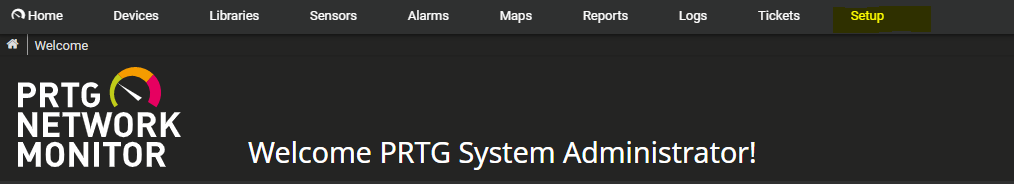 Home Devices Libraries Sensors Alarms Maps Reports Logs Tickets Setup
Welcome
PRTG
NETWORK
MONITOR
Welcome PRTG System Administrator!